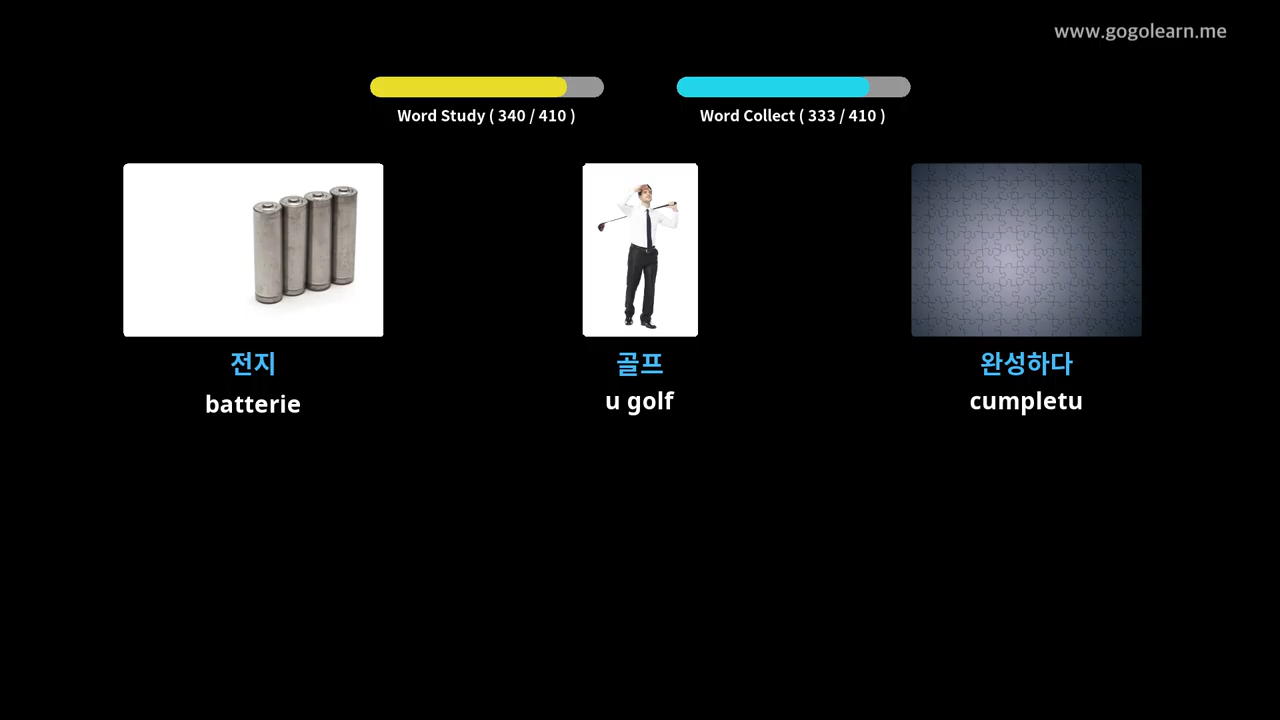 www.gogolearn.me
Word Study ( 340 / 410 )
Word Collect ( 333 / 410 )
전지
batterie
골프
u golf
완성하다
cumpletu